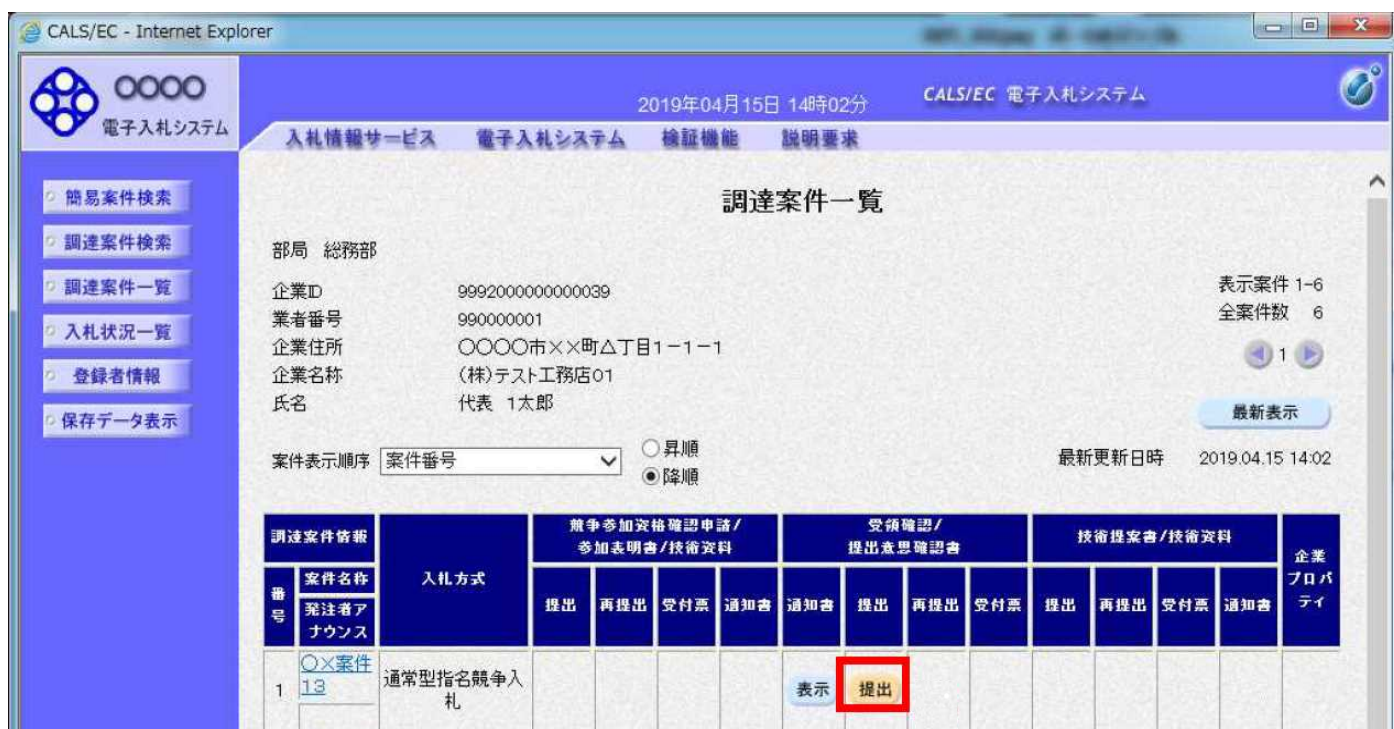 CALS/EC - Internet Explorer
〇〇〇〇
電子入札システム
2019年04月15日 14時02分
CALS/EC 電子入札システム
入札情報サービス 電子入札システム 検証機能 説明要求
簡易案件検索
調達案件検索
調達案件一覧
入札状況一覧
登録者情報
保存データ表示
調達案件一覧
部局 総務部
企業ID 9992000000000039
業者番号 990000001
企業住所 〇〇〇〇市××町△丁目1-1-1
企業名称 (株)テスト工務店01
氏名 代表 1太郎
表示案件 1-6
全案件数 6
1
最新表示
案件表示順序 案件番号
昇順
降順
最新更新日時 2019.04.15 14:02
調達案件情報
番号
案件名称
発注者アナウンス
入札方式
競争参加資格確認申請/
参加表明書/技術資料
提出 再提出 受付票 通知書
受領確認/
提出意思確認書
通知書 提出 再提出 受付票
技術提案書/技術資料
提出 再提出 受付票 通知書
企業
プロパ
ティ
1
〇×案件
13
通常型指名競争入
札
表示 提出